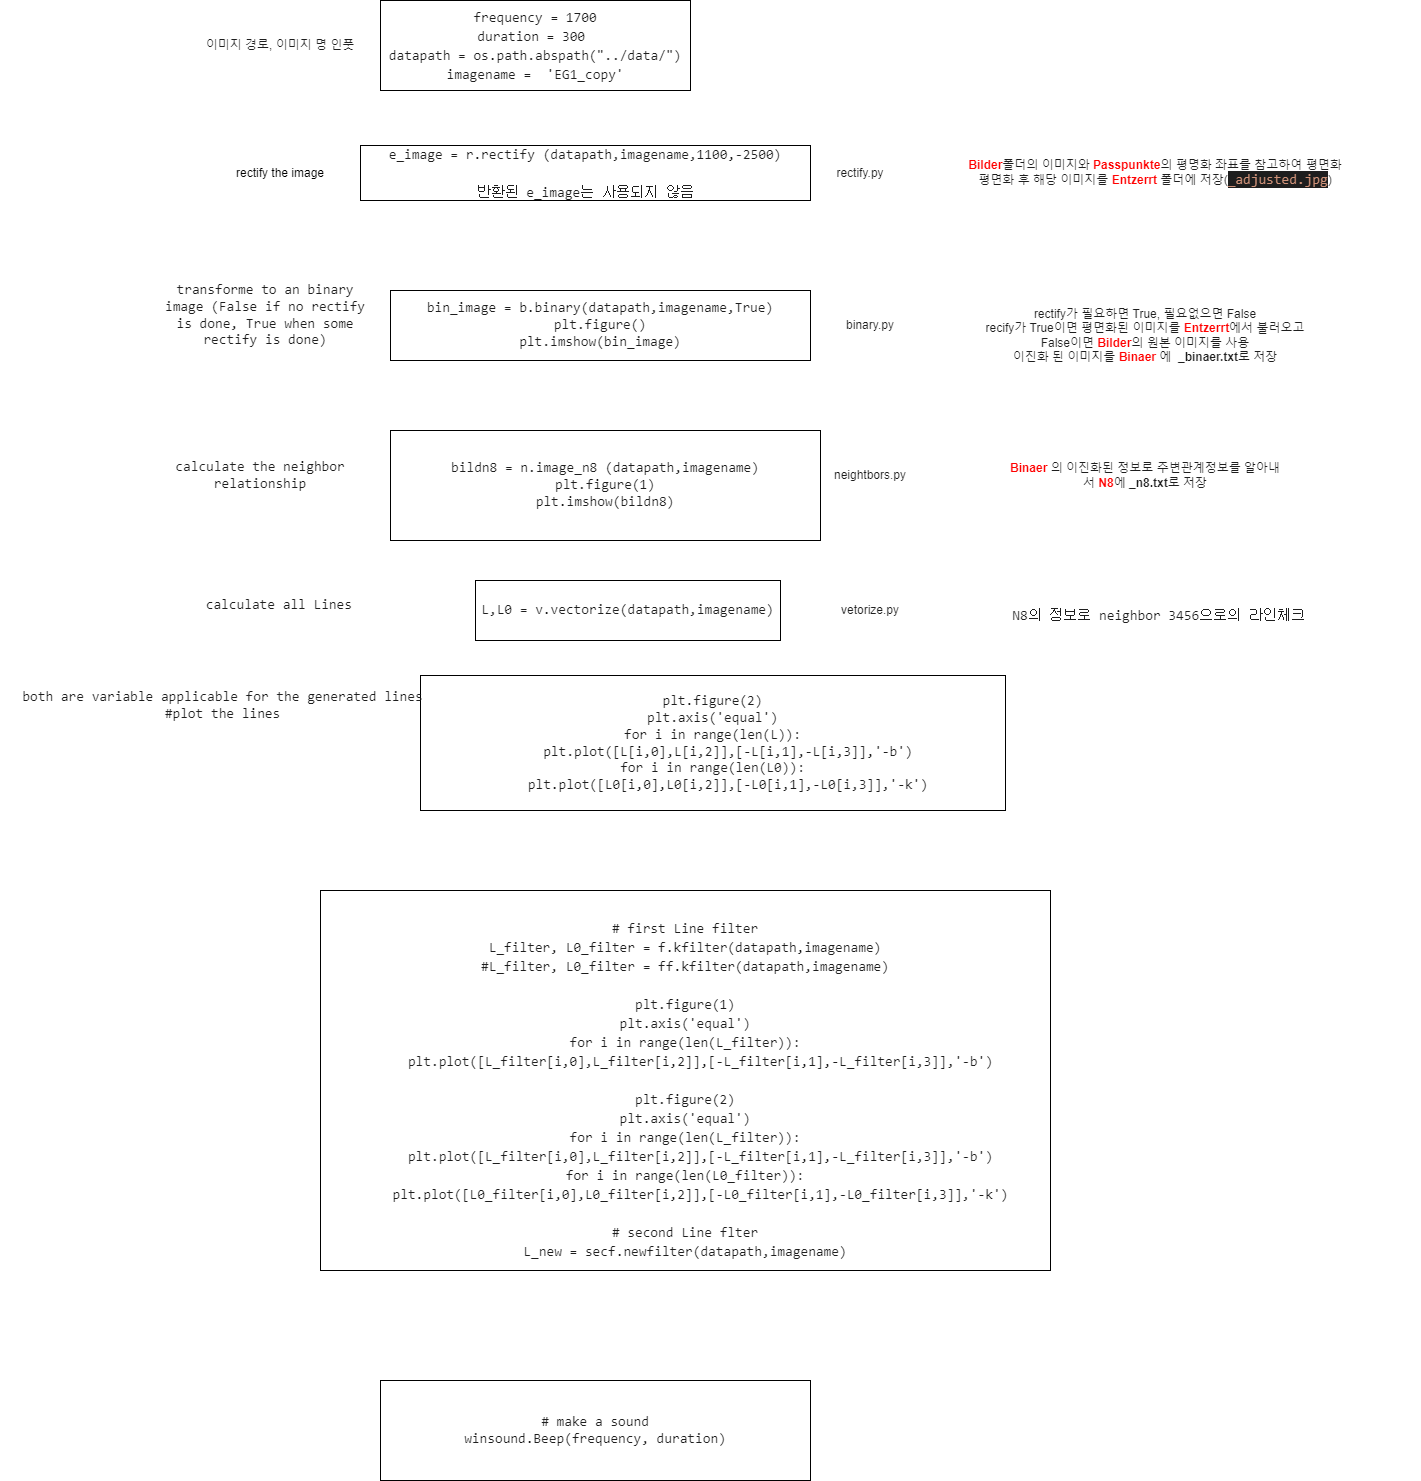 이미지 경로, 이미지 명 인풋
frequency = 1700
duration = 300
datapath = os.path.abspath("../data/")
imagename =  'EG1_copy'
rectify the image
e_image = r.rectify (datapath,imagename,1100,-2500)
반환된 e_image는 사용되지 않음
rectify.py
Bilder폴더의 이미지와 Passpunkte의 평명화 좌표를 참고하여 평면화
평면화 후 해당 이미지를 Entzerrt 폴더에 저장(_adjusted.jpg)
transforme to an binary
image (False if no rectify
is done, True when some
rectify is done)
bin_image = b.binary(datapath,imagename,True)
plt.figure()
plt.imshow(bin_image)
binary.py
rectify가 필요하면 True, 필요없으면 False
recify가 True이면 평면화된 이미지를 Entzerrt에서 불러오고
False이면 Bilder의 원본 이미지를 사용
이진화 된 이미지를 Binaer 에  _binaer.txt로 저장
calculate the neighbor
relationship
bildn8 = n.image_n8 (datapath,imagename)
plt.figure(1)
plt.imshow(bildn8)
neightbors.py
Binaer 의 이진화된 정보로 주변관계정보를 알아내
서 N8에 _n8.txt로 저장
calculate all Lines
L,L0 = v.vectorize(datapath,imagename)
vetorize.py
N8의 정보로 neighbor 3456으로의 라인체크
both are variable applicable for the generated lines
#plot the lines
plt.figure(2)
plt.axis('equal')
for i in range(len(L)):
plt.plot([L[i,0],L[i,2]],[-L[i,1],-L[i,3]],'-b')
for i in range(len(L0)):
plt.plot([L0[i,0],L0[i,2]],[-L0[i,1],-L0[i,3]],'-k')
# first Line filter
L_filter, L0_filter = f.kfilter(datapath,imagename)
#L_filter, L0_filter = ff.kfilter(datapath,imagename)
plt.figure(1)
plt.axis('equal')
for i in range(len(L_filter)):
plt.plot([L_filter[i,0],L_filter[i,2]],[-L_filter[i,1],-L_filter[i,3]],'-b')
plt.figure(2)
plt.axis('equal')
for i in range(len(L_filter)):
plt.plot([L_filter[i,0],L_filter[i,2]],[-L_filter[i,1],-L_filter[i,3]],'-b')
for i in range(len(L0_filter)):
plt.plot([L0_filter[i,0],L0_filter[i,2]],[-L0_filter[i,1],-L0_filter[i,3]],'-k')
# second Line flter
L_new = secf.newfilter(datapath,imagename)
# make a sound
winsound.Beep(frequency, duration)